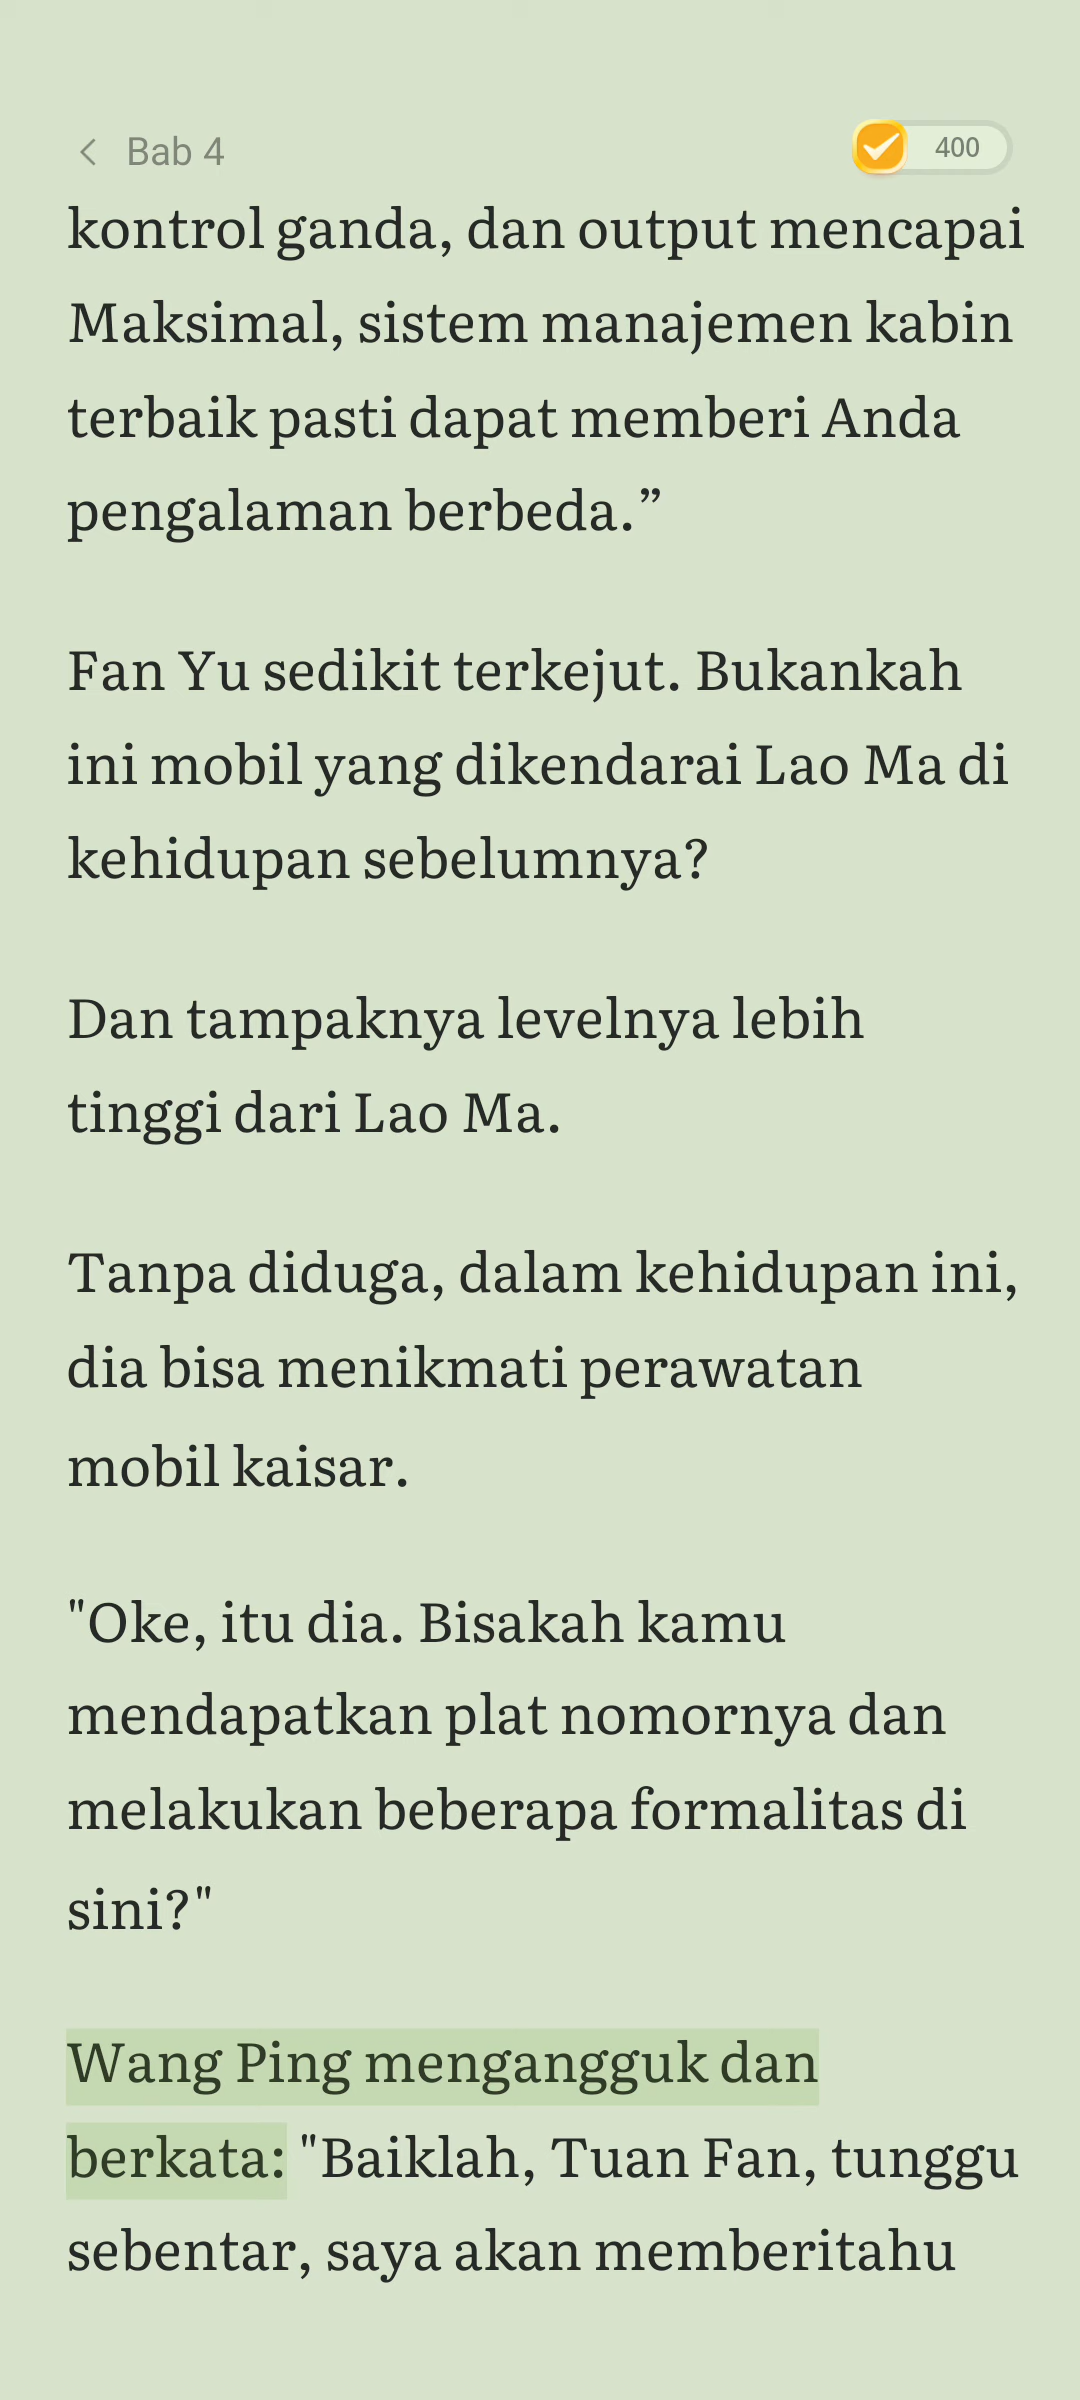 Bab 4
400
kontrol ganda, dan output mencapai
Maksimal, sistem manajemen kabin
terbaik pasti dapat memberi Anda
pengalaman berbeda.”
Fan Yu sedikit terkejut. Bukankah
ini mobil yang dikendarai Lao Ma di
kehidupan sebelumnya?
Dan tampaknya levelnya lebih
tinggi dari Lao Ma.
Tanpa diduga, dalam kehidupan ini,
dia bisa menikmati perawatan
mobil kaisar.
"Oke, itu dia. Bisakah kamu
mendapatkan plat nomornya dan
melakukan beberapa formalitas di
sini?"
Wang Ping mengangguk dan
berkata: "Baiklah, Tuan Fan, tunggu
sebentar, saya akan memberitahu